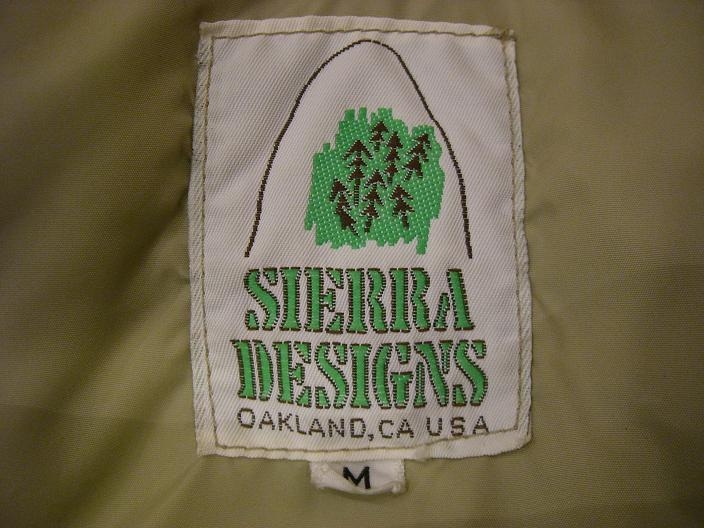 SIERRA
DESIGNS
OAKLAND, CA USA
M